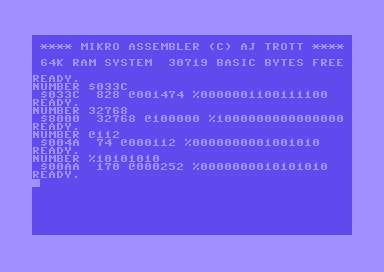 **** MIKRO ASSEMBLER (C) AJ TROTT ****
64K RAM SYSTEM  30719 BASIC BYTES FREE
READY.
NUMBER $033C
$033C  828 @001474 %0000001100111100
READY.
NUMBER 32768
$8000  32768 @100000 %1000000000000000
READY.
NUMBER @112
$004A  74 @000112 %0000000001001010
READY.
NUMBER %10101010
$00AA  170 @000252 %0000000010101010
READY.